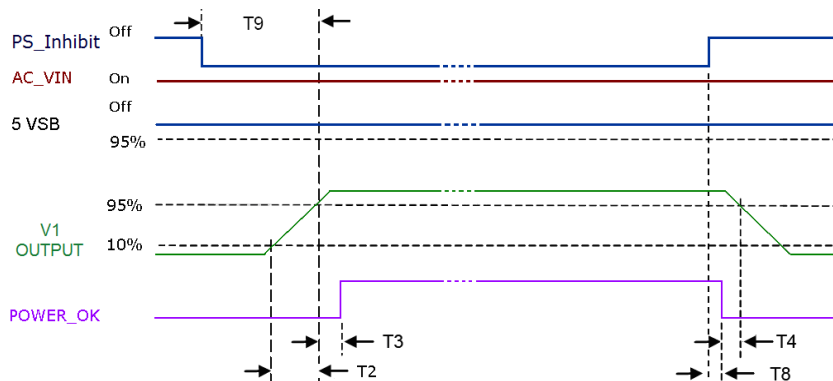 Off
T9
PS_Inhibit
AC_VIN
On
Off
5 VSB
95%
95%
V1
OUTPUT
10%
POWER_OK
T3
T4
T2
T8